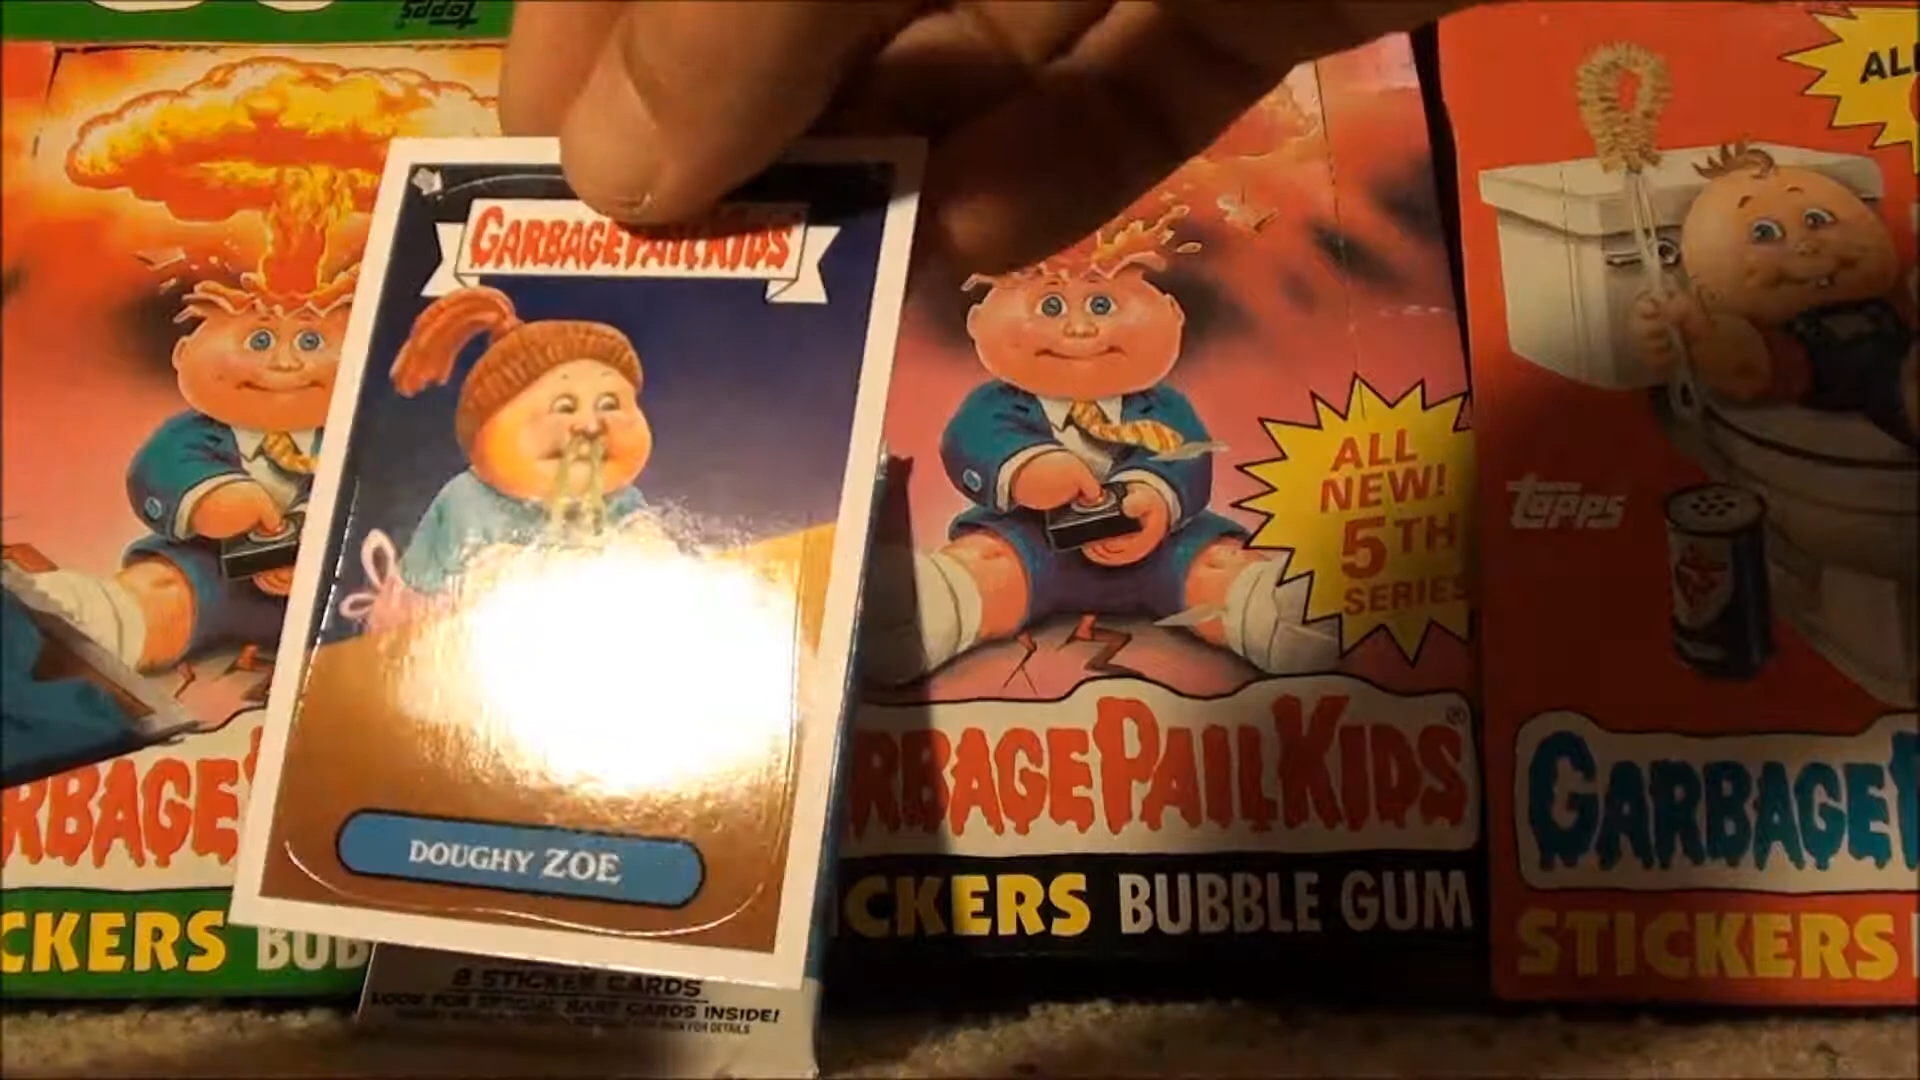 Topps
GARBAGE PAIL KIDS
DOUGHY ZOE
8 STICKER CARDS
LOOK FOR SPECIAL RARE CARDS INSIDE!
RBAGE
CKERS BUB
ALL
NEW!
5TH
SERIES
RBAGE PAIL KIDS®
CKERS BUBBLE GUM
ALL
topps
GARBAGE P
STICKERS